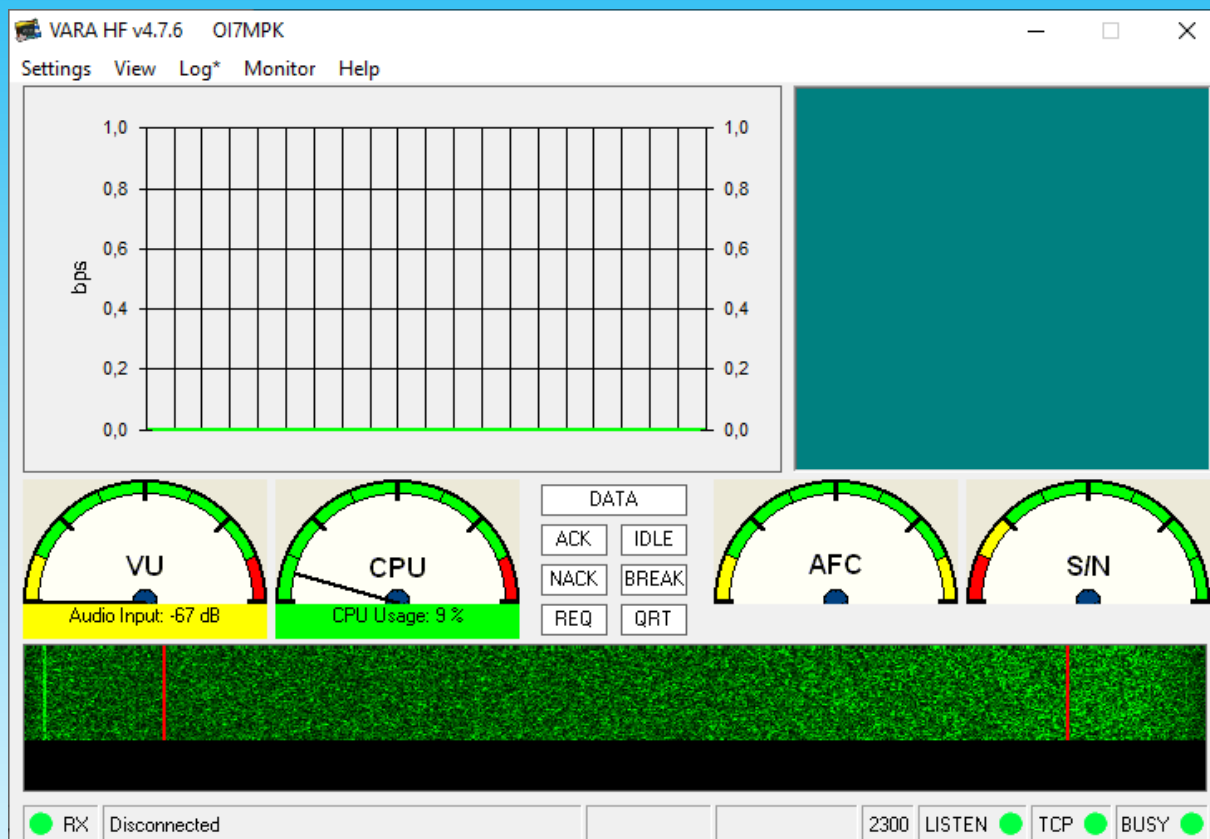 VARA HF v4.7.6 OI7MPK
Settings View Log* Monitor Help
1,0 1,0
0,8 0,8
0,6 0,6
bps
0,4 0,4
0,2 0,2
0,0 0,0
DATA
ACK IDLE
NACK BREAK
REQ QRT
VU
Audio Input: -67 dB
CPU
CPU Usage: 9 %
AFC
S/N
RX Disconnected 2300 LISTEN TCP BUSY